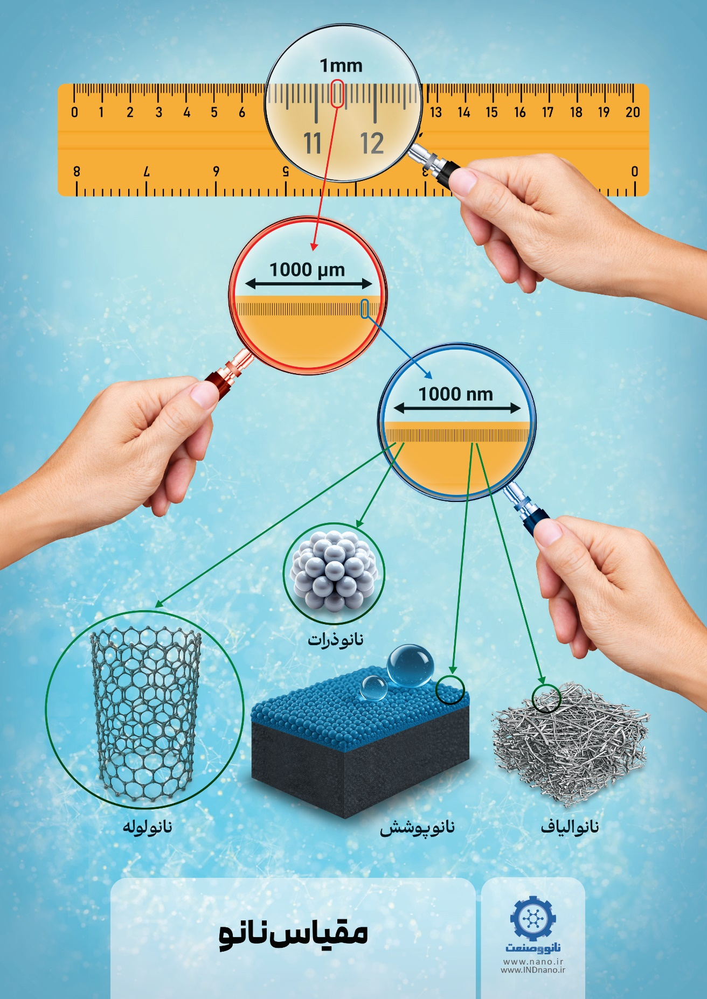 1mm
0 1 2 3 4 5 6 13 14 15 16 17 18 19 20
11 12
8 7 6 5 3 0
1000 µm
1000 nm
نانوذرات
نانولوله
نانوپوشش
نانوالیاف
مقیاس نانو
نانو و صنعت
www.nano.ir
www.INDnano.ir